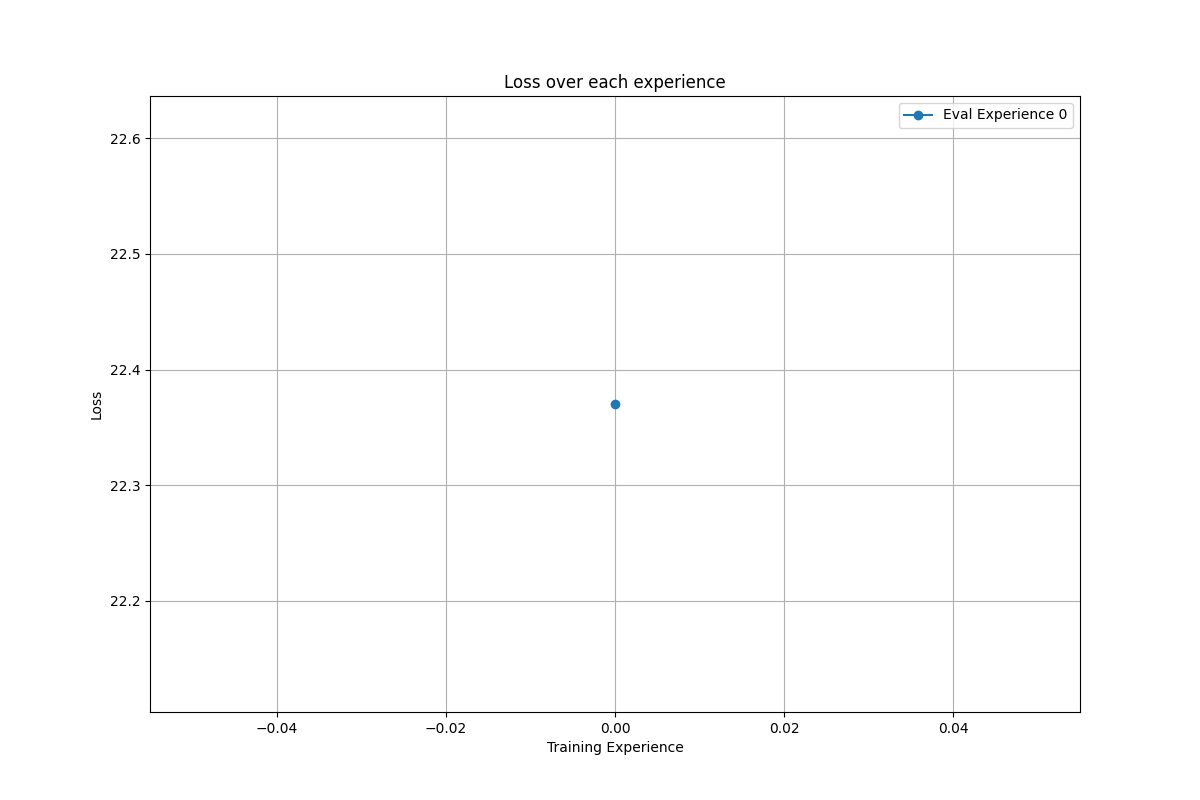 Loss over each experience
Eval Experience 0
22.6
22.5
22.4
22.3
22.2
Loss
−0.04
−0.02
0.00
0.02
0.04
Training Experience